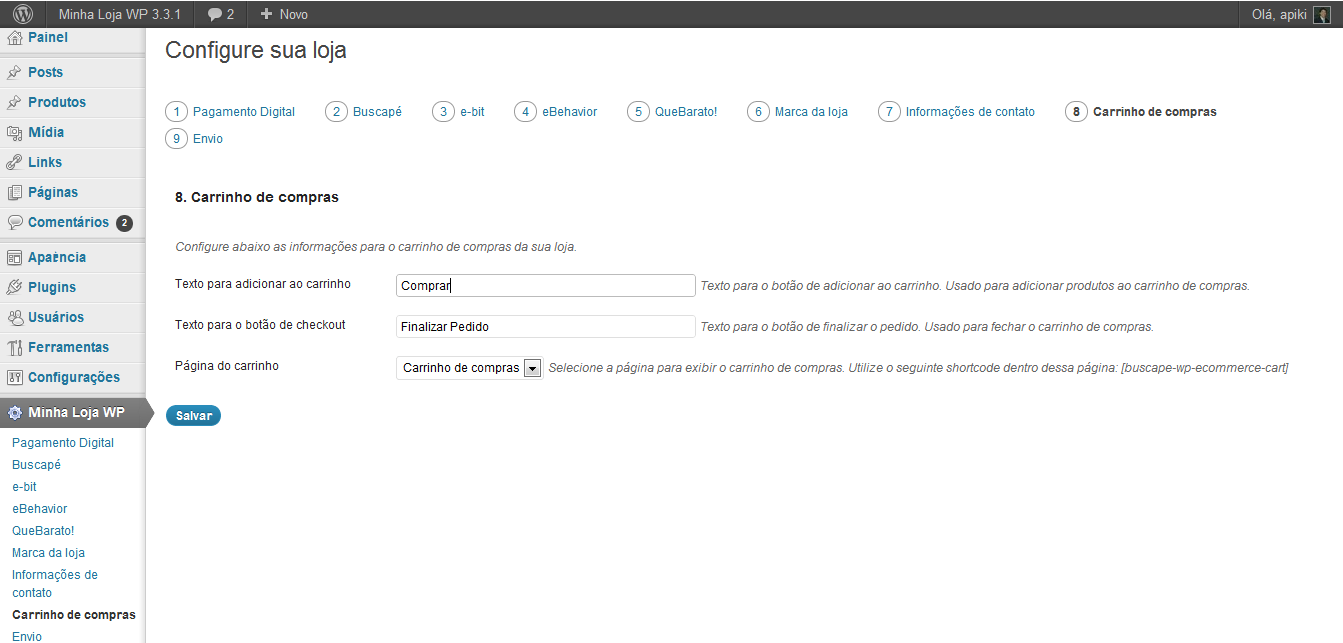 Minha Loja WP 3.3.1 2 + Novo Olá, apiki
Painel
Posts
Produtos
Mídia
Links
Páginas
Comentários 2
Aparência
Plugins
Usuários
Ferramentas
Configurações
Minha Loja WP
Pagamento Digital
Buscapé
e-bit
eBehavior
QueBarato!
Marca da loja
Informações de
contato
Carrinho de compras
Envio
Configure sua loja
1 Pagamento Digital 2 Buscapé 3 e-bit 4 eBehavior 5 QueBarato! 6 Marca da loja 7 Informações de contato 8 Carrinho de compras
9 Envio
8. Carrinho de compras
Configure abaixo as informações para o carrinho de compras da sua loja.
Texto para adicionar ao carrinho Comprar Texto para o botão de adicionar ao carrinho. Usado para adicionar produtos ao carrinho de compras.
Texto para o botão de checkout Finalizar Pedido Texto para o botão de finalizar o pedido. Usado para fechar o carrinho de compras.
Página do carrinho Carrinho de compras Selecione a página para exibir o carrinho de compras. Utilize o seguinte shortcode dentro dessa página: [buscape-wp-ecommerce-cart]
Salvar